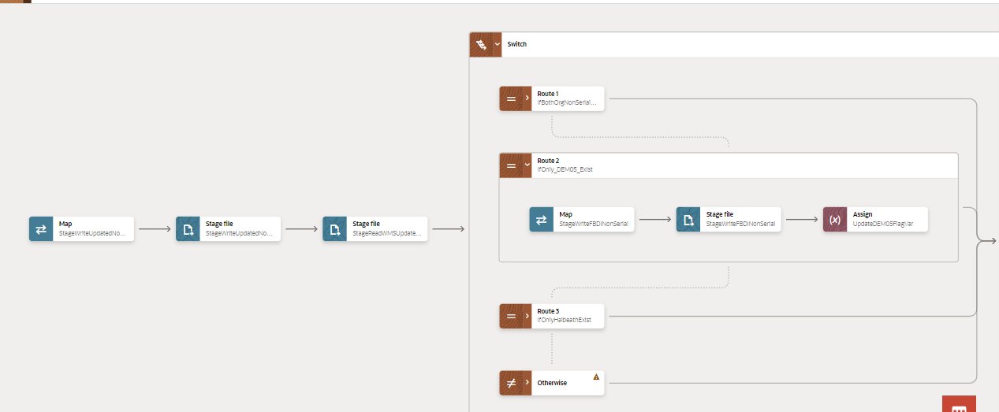 Switch
Route 1
IfBothOrgNonSerial...
Route 2
IfOnly_DEM05_Exist
Map
StageWriteUpdatedNo...
Stage file
StageWriteUpdatedNo...
Stage file
StageReadWMSUpdate...
Map
StageWriteFBDINonSerial
Stage file
StageWriteFBDINonSerial
(x)
Assign
UpdateDEM05FlagVar
Route 3
IfOnlyHalbeathExist
Otherwise